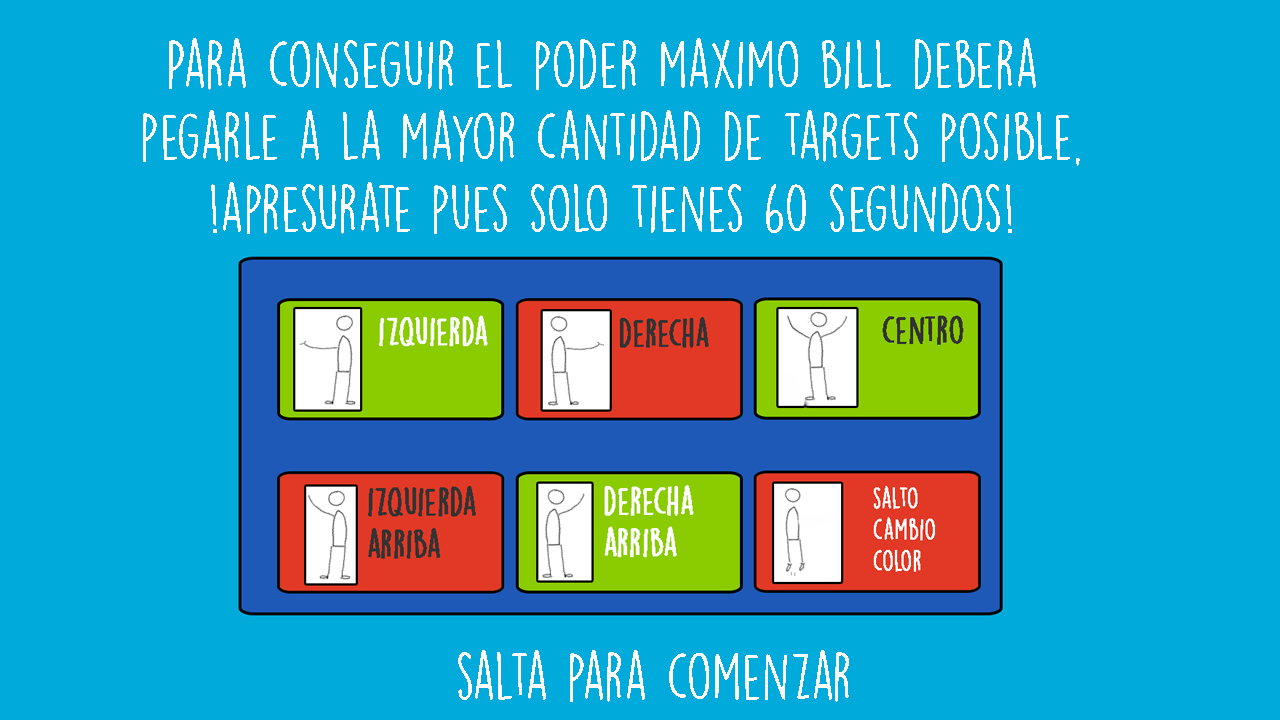 PARA CONSEGUIR EL PODER MAXIMO BILL DEBERA
PEGARLE A LA MAYOR CANTIDAD DE TARGETS POSIBLE,
!APRESURATE PUES SOLO TIENES 60 SEGUNDOS!
IZQUIERDA
DERECHA
CENTRO
IZQUIERDA
ARRIBA
DERECHA
ARRIBA
SALTO
CAMBIO
COLOR
SALTA PARA COMENZAR